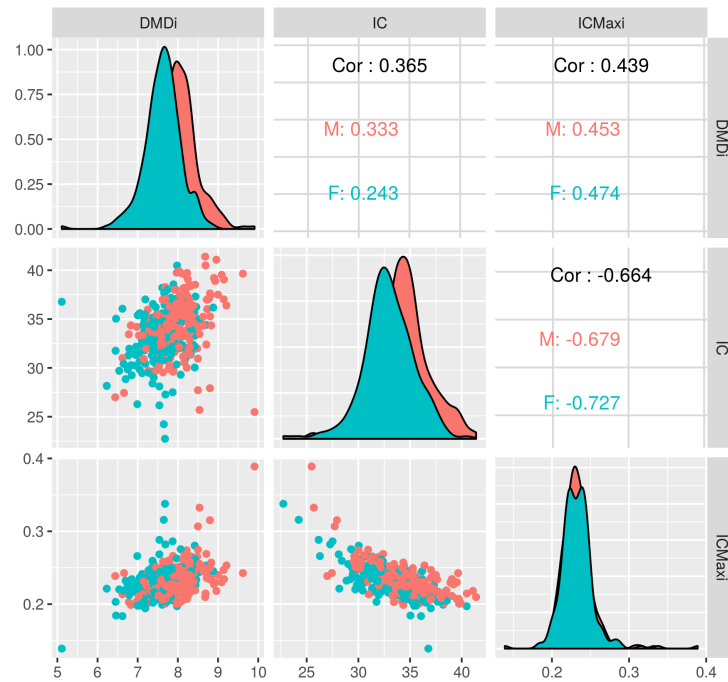 DMDi IC ICMaxi
1.00
0.75
0.50
0.25
0.00
Cor : 0.365
M: 0.333
F: 0.243
Cor : 0.439
M: 0.453
F: 0.474
DMDi
40
35
30
25
Cor : -0.664
M: -0.679
F: -0.727
IC
0.4
0.3
0.2
ICMaxi
5 6 7 8 9 10 25 30 35 40 0.2 0.3 0.4